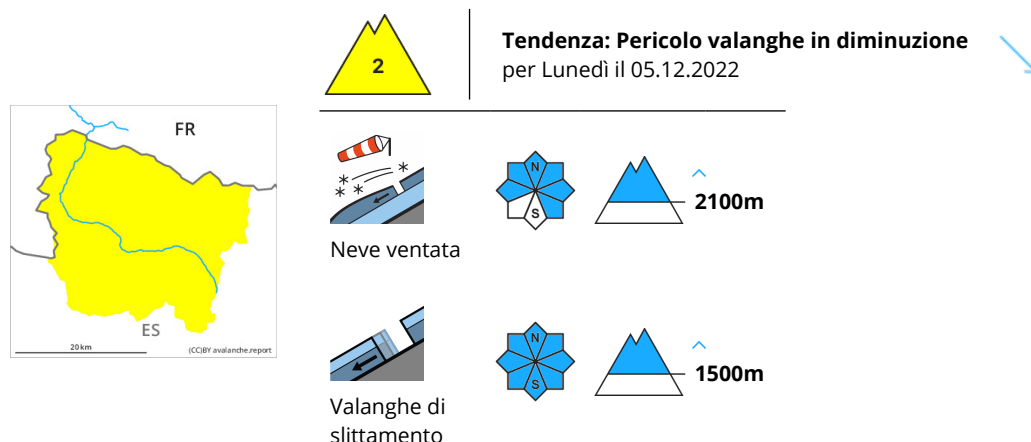 2
Tendenza: Pericolo valanghe in diminuzione
per Lunedì il 05.12.2022
FR
ES
20 km
(CC)BY avalanche.report
N
S
2100m
Neve ventata
N
S
1500m
Valanghe di
slittamento